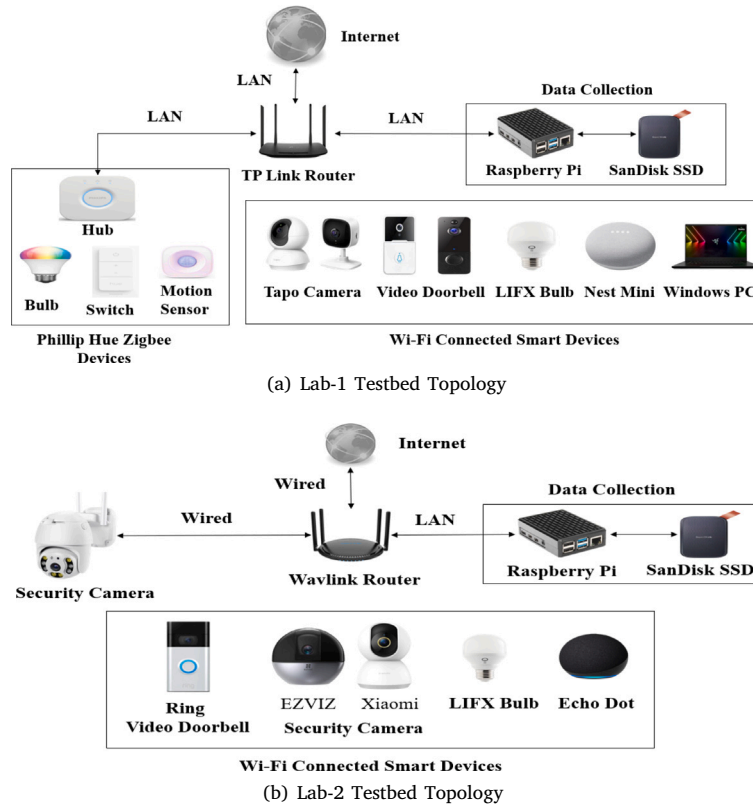 Internet
LAN
Data Collection
LAN
LAN
TP Link Router
Raspberry Pi
SanDisk SSD
Hub
Bulb
Switch
Motion
Sensor
Phillip Hue Zigbee
Devices
Tapo Camera
Video Doorbell
LIFX Bulb
Nest Mini
Windows PC
Wi-Fi Connected Smart Devices
(a) Lab-1 Testbed Topology
Internet
Wired
Data Collection
Wired
LAN
Security Camera
Wavlink Router
Raspberry Pi
SanDisk SSD
Ring
Video Doorbell
EZVIZ
Xiaomi
Security Camera
LIFX Bulb
Echo Dot
Wi-Fi Connected Smart Devices
(b) Lab-2 Testbed Topology